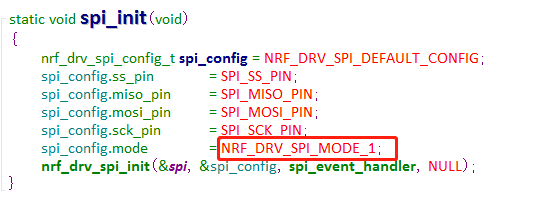 static void spi_init(void)
{
nrf_drv_spi_config_t spi_config = NRF_DRV_SPI_DEFAULT_CONFIG;
spi_config.ss_pin = SPI_SS_PIN;
spi_config.miso_pin = SPI_MISO_PIN;
spi_config.mosi_pin = SPI_MOSI_PIN;
spi_config.sck_pin = SPI_SCK_PIN;
spi_config.mode =NRF_DRV_SPI_MODE_1;
nrf_drv_spi_init(&spi, &spi_config, spi_event_handler, NULL);
}